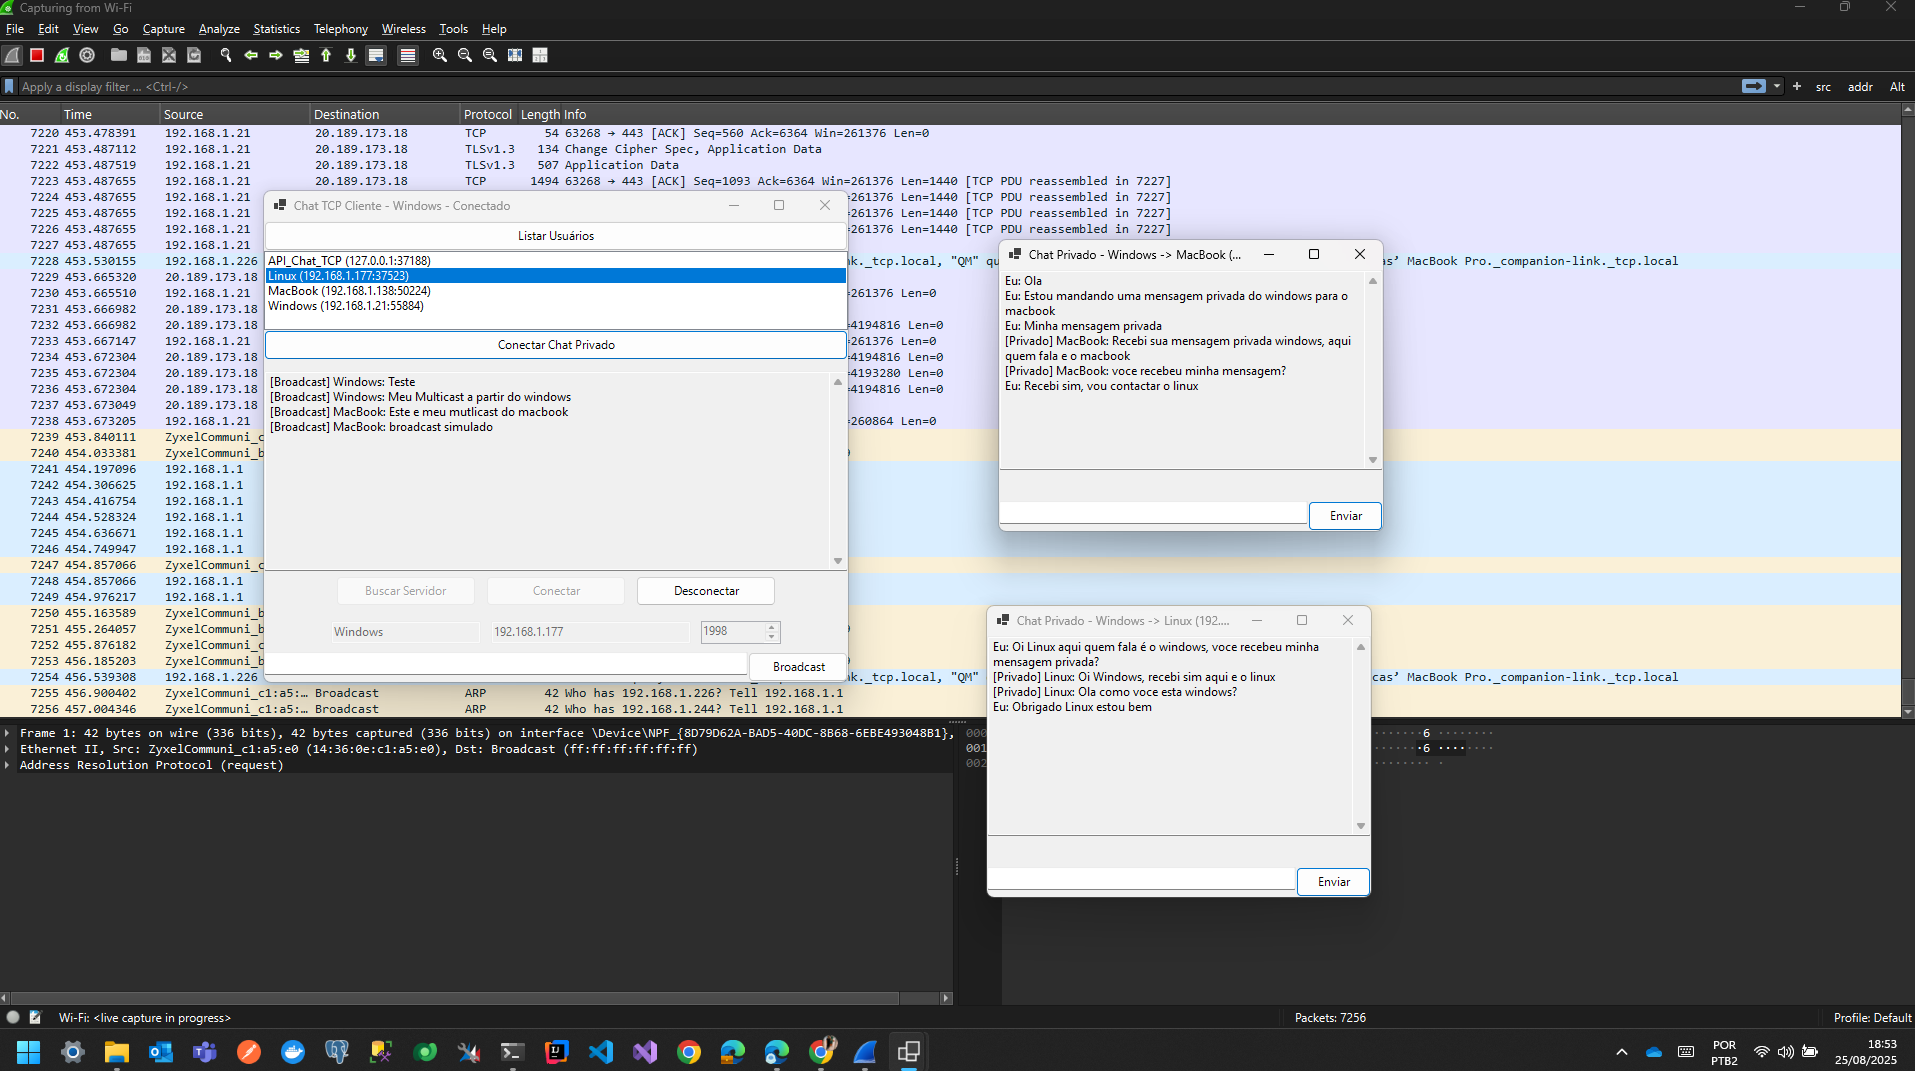 Capturing from Wi-Fi
File Edit View Go Capture Analyze Statistics Telephony Wireless Tools Help
Apply a display filter ... <Ctrl-/>
+ src addr Alt
No. Time Source Destination Protocol Length Info
7220 453.478391 192.168.1.21 20.189.173.18 TCP 54 63268 → 443 [ACK] Seq=560 Ack=6364 Win=261376 Len=0
7221 453.487112 192.168.1.21 20.189.173.18 TLSv1.3 134 Change Cipher Spec, Application Data
7222 453.487519 192.168.1.21 20.189.173.18 TLSv1.3 507 Application Data
7223 453.487655 192.168.1.21 20.189.173.18 TCP 1494 63268 → 443 [ACK] Seq=1093 Ack=6364 Win=261376 Len=1440 [TCP PDU reassembled in 7227]
7224 453.487655 192.168.1.21 =261376 Len=1440 [TCP PDU reassembled in 7227]
7225 453.487655 192.168.1.21 =261376 Len=1440 [TCP PDU reassembled in 7227]
7226 453.487655 192.168.1.21 =261376 Len=1440 [TCP PDU reassembled in 7227]
7227 453.487655 192.168.1.21
7228 453.530155 192.168.1.226 nk._tcp.local, "QM" qu cas’ MacBook Pro._companion-link._tcp.local
7229 453.665320 20.189.173.18
7230 453.665510 192.168.1.21 =261376 Len=0
7231 453.666982 20.189.173.18
7232 453.666982 20.189.173.18 =4194816 Len=0
7233 453.667147 192.168.1.21 =261376 Len=0
7234 453.672304 20.189.173.18 =4194816 Len=0
7235 453.672304 20.189.173.18 =4193280 Len=0
7236 453.672304 20.189.173.18 =4194816 Len=0
7237 453.673049 20.189.173.18
7238 453.673205 192.168.1.21 =260864 Len=0
7239 453.840111 ZyxelCommuni_c
7240 454.033381 ZyxelCommuni_b
7241 454.197096 192.168.1.1
7242 454.306625 192.168.1.1
7243 454.416754 192.168.1.1
7244 454.528324 192.168.1.1
7245 454.636671 192.168.1.1
7246 454.749947 192.168.1.1
7247 454.857066 ZyxelCommuni_c
7248 454.857066 192.168.1.1
7249 454.976217 192.168.1.1
7250 455.163589 ZyxelCommuni_b
7251 455.264057 ZyxelCommuni_b
7252 455.876182 ZyxelCommuni_c
7253 456.185203 ZyxelCommuni_b
7254 456.539308 192.168.1.226 nk._tcp.local, "QM" cas’ MacBook Pro._companion-link._tcp.local
7255 456.900402 ZyxelCommuni_c1:a5:… Broadcast ARP 42 Who has 192.168.1.226? Tell 192.168.1.1
7256 457.004346 ZyxelCommuni_c1:a5:… Broadcast ARP 42 Who has 192.168.1.244? Tell 192.168.1.1
Chat TCP Cliente - Windows - Conectado
Listar Usuários
API_Chat_TCP (127.0.0.1:37188)
Linux (192.168.1.177:37523)
MacBook (192.168.1.138:50224)
Windows (192.168.1.21:55884)
Conectar Chat Privado
[Broadcast] Windows: Teste
[Broadcast] Windows: Meu Multicast a partir do windows
[Broadcast] MacBook: Este e meu mutlicast do macbook
[Broadcast] MacBook: broadcast simulado
Buscar Servidor Conectar Desconectar
Windows 192.168.1.177 1998
Broadcast
Chat Privado - Windows -> MacBook (...
Eu: Ola
Eu: Estou mandando uma mensagem privada do windows para o
macbook
Eu: Minha mensagem privada
[Privado] MacBook: Recebi sua mensagem privada windows, aqui
quem fala e o macbook
[Privado] MacBook: voce recebeu minha mensagem?
Eu: Recebi sim, vou contactar o linux
Enviar
Chat Privado - Windows -> Linux (192....
Eu: Oi Linux aqui quem fala é o windows, voce recebeu minha
mensagem privada?
[Privado] Linux: Oi Windows, recebi sim aqui e o linux
[Privado] Linux: Ola como voce esta windows?
Eu: Obrigado Linux estou bem
Enviar
Frame 1: 42 bytes on wire (336 bits), 42 bytes captured (336 bits) on interface \Device\NPF_{8D79D62A-BAD5-40DC-8B68-6EBE493048B1},
Ethernet II, Src: ZyxelCommuni_c1:a5:e0 (14:36:0e:c1:a5:e0), Dst: Broadcast (ff:ff:ff:ff:ff:ff)
Address Resolution Protocol (request)
000 ·······6 ········
001 ·6 ········
002 ········ ·
Wi-Fi: <live capture in progress> Packets: 7256 Profile: Default
POR
PTB2
18:53
25/08/2025